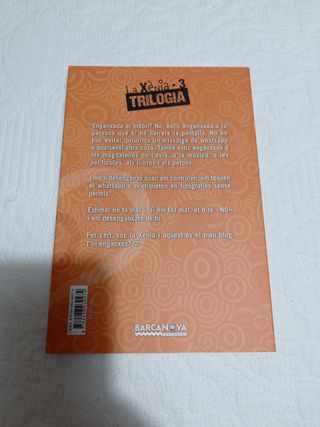 La Xènia · 3
TRILOGIA
Enganxada al mòbil? No, estic enganxada a la
persona que hi ha darrere la pantalla. No ho
puc evitar, prioritzo un missatge de whatsapp
a qualsevol altra cosa. També estic enganxada
a les magdalenes de l'àvia, a la música, a les
pel·lícules, als llibres i als petons.
I me'n desenganxo quan em controlen, em toquen
el whatsapp o m'etiqueten en fotografies sense
permís.
Estimar no fa mal i, si em fas mal, et diré «NO»
i em desenganxaré de tu.
Per cert, soc la Xènia i aquest és el meu blog.
T'hi enganxes?
BARCANOVA